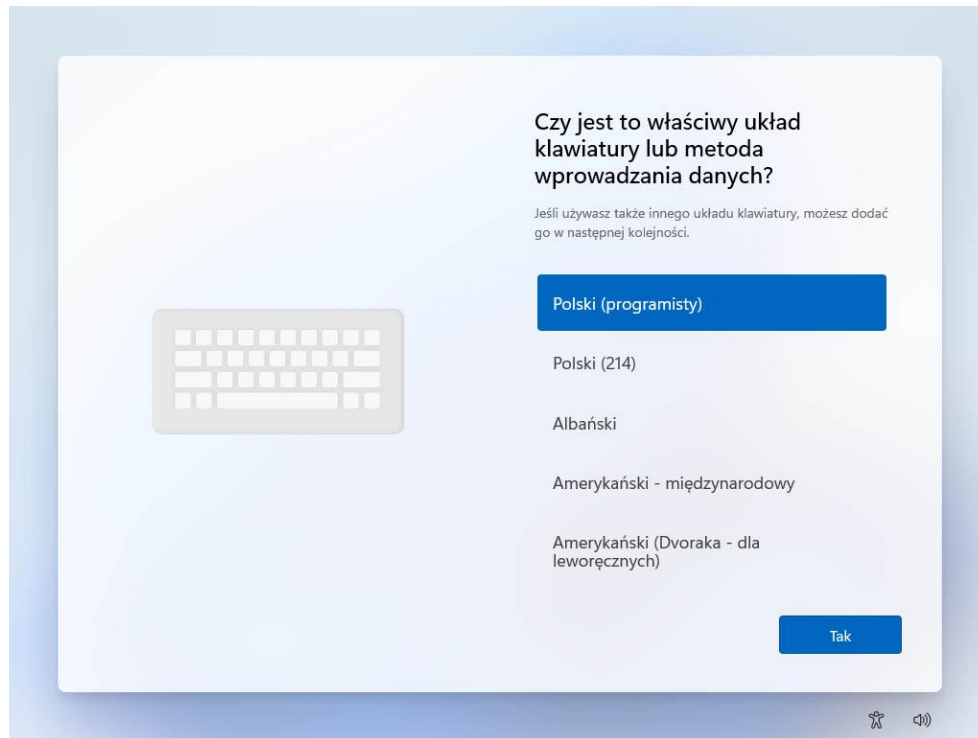 Czy jest to właściwy układ
klawiatury lub metoda
wprowadzania danych?
Jeśli używasz także innego układu klawiatury, możesz dodać
go w następnej kolejności.
Polski (programisty)
Polski (214)
Albański
Amerykański - międzynarodowy
Amerykański (Dvoraka - dla
leworęcznych)
Tak